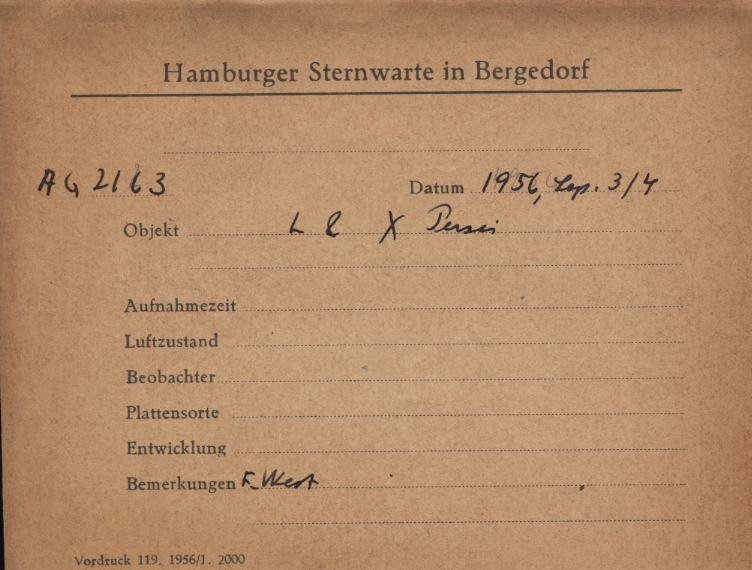 Hamburger Sternwarte in Bergedorf
AG 2163 Datum 1956, Sep. 3/4
Objekt h & χ Persei
Aufnahmezeit
Luftzustand
Beobachter
Plattensorte
Entwicklung
Bemerkungen F. West
Vordruck 119. 1956/1. 2000